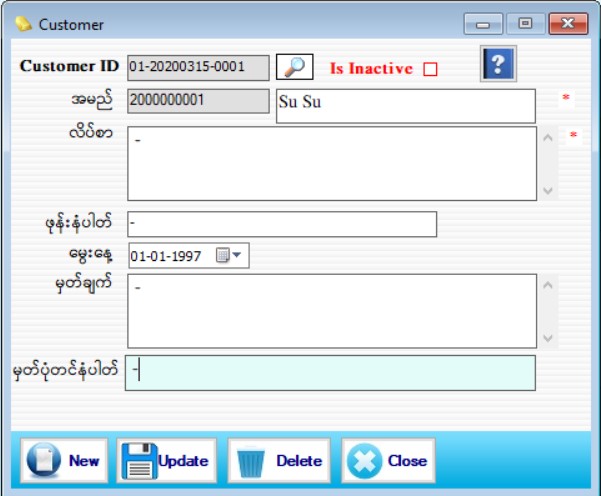 Customer
Customer ID 01-20200315-0001 Is Inactive ?
အမည် 2000000001 Su Su *
လိပ်စာ - *
ဖုန်းနံပါတ် -
မွေးနေ့ 01-01-1997
မှတ်ချက် -
မှတ်ပုံတင်နံပါတ် -
New Update Delete Close